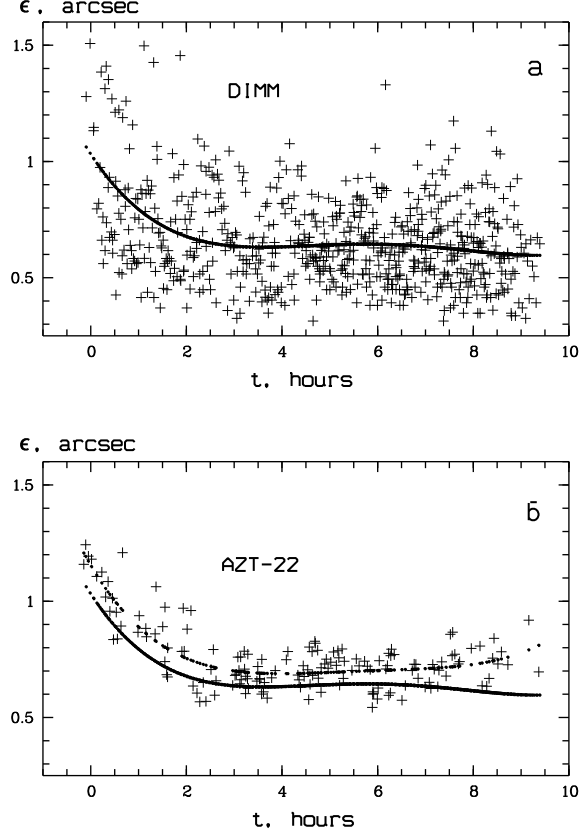 ϵ, arcsec
1.5
a
DIMM
1
0.5
0 2 4 6 8 10
t, hours
ϵ, arcsec
1.5
б
AZT-22
1
0.5
0 2 4 6 8 10
t, hours